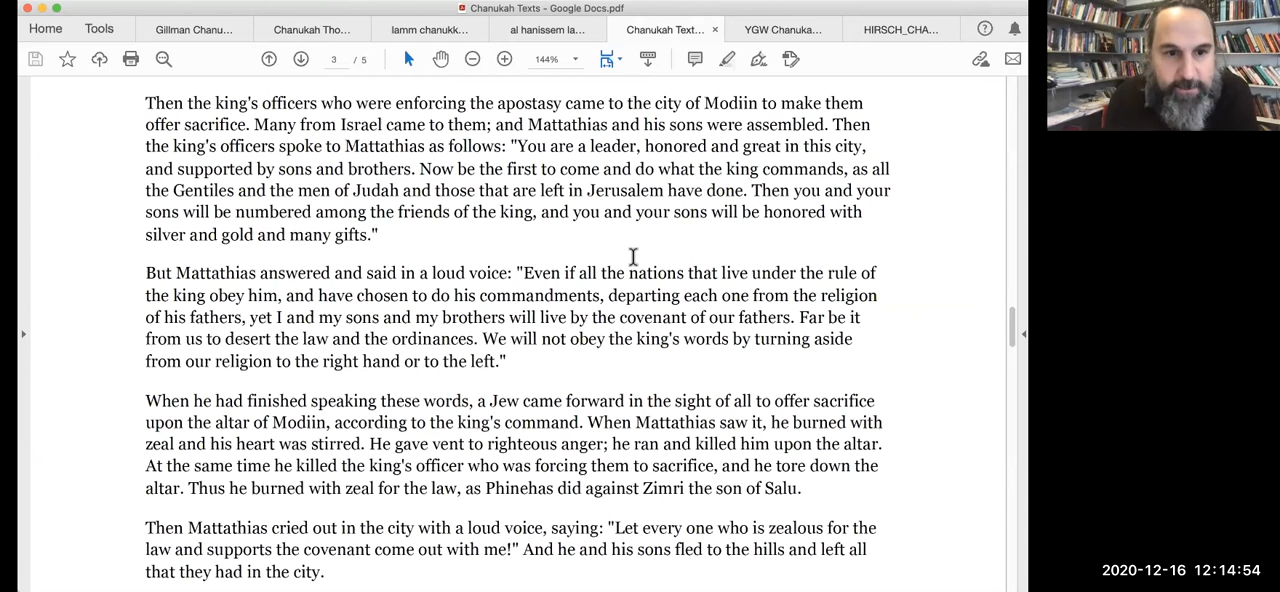 Chanukah Texts - Google Docs.pdf
Home
Tools
Gillman Chanu...
Chanukah Tho...
lamm chanukk...
al hanissem la...
Chanukah Text... ×
YGW Chanuka...
HIRSCH_CHA...
3 / 5
144%
Then the king's officers who were enforcing the apostasy came to the city of Modiin to make them
offer sacrifice. Many from Israel came to them; and Mattathias and his sons were assembled. Then
the king's officers spoke to Mattathias as follows: "You are a leader, honored and great in this city,
and supported by sons and brothers. Now be the first to come and do what the king commands, as all
the Gentiles and the men of Judah and those that are left in Jerusalem have done. Then you and your
sons will be numbered among the friends of the king, and you and your sons will be honored with
silver and gold and many gifts."
But Mattathias answered and said in a loud voice: "Even if all the nations that live under the rule of
the king obey him, and have chosen to do his commandments, departing each one from the religion
of his fathers, yet I and my sons and my brothers will live by the covenant of our fathers. Far be it
from us to desert the law and the ordinances. We will not obey the king's words by turning aside
from our religion to the right hand or to the left."
When he had finished speaking these words, a Jew came forward in the sight of all to offer sacrifice
upon the altar of Modiin, according to the king's command. When Mattathias saw it, he burned with
zeal and his heart was stirred. He gave vent to righteous anger; he ran and killed him upon the altar.
At the same time he killed the king's officer who was forcing them to sacrifice, and he tore down the
altar. Thus he burned with zeal for the law, as Phinehas did against Zimri the son of Salu.
Then Mattathias cried out in the city with a loud voice, saying: "Let every one who is zealous for the
law and supports the covenant come out with me!" And he and his sons fled to the hills and left all
that they had in the city.
2020-12-16 12:14:54